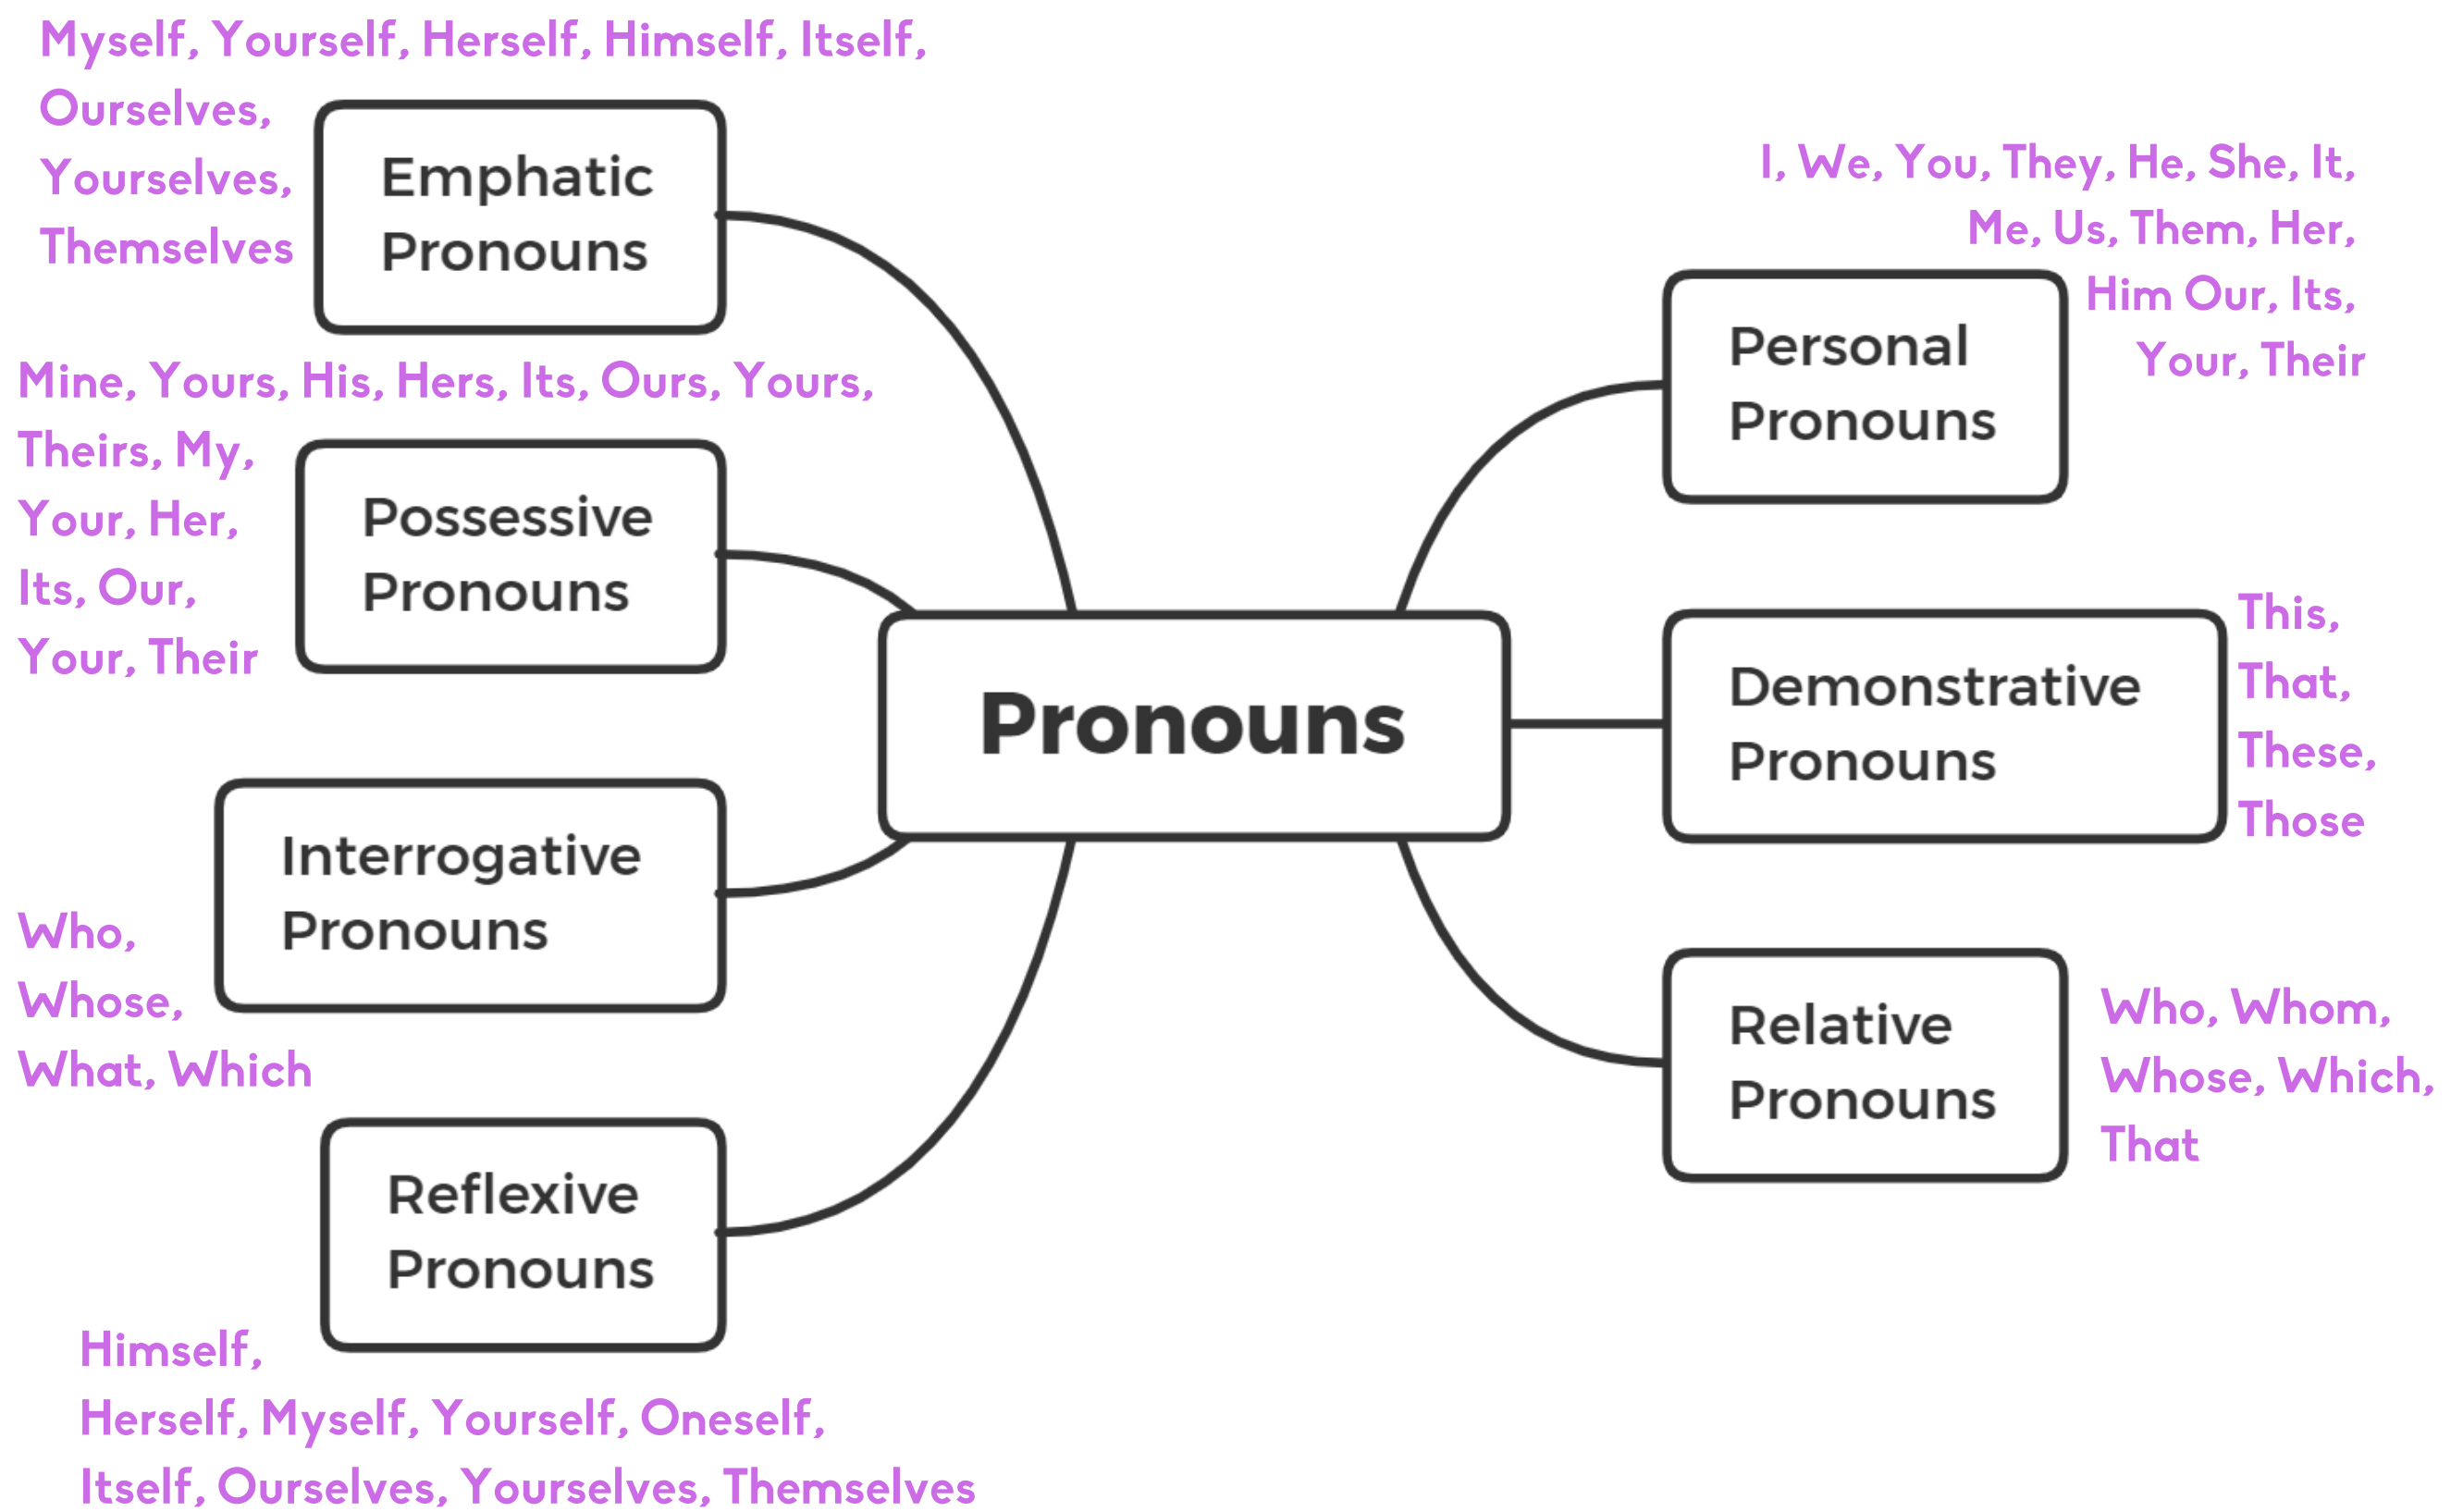 Myself, Yourself, Herself, Himself, Itself,
Ourselves,
Yourselves,
Themselves
Emphatic
Pronouns
Mine, Yours, His, Hers, Its, Ours, Yours,
Theirs, My,
Your, Her,
Its, Our,
Your, Their
Possessive
Pronouns
Interrogative
Pronouns
Who,
Whose,
What, Which
Reflexive
Pronouns
Himself,
Herself, Myself, Yourself, Oneself,
Itself, Ourselves, Yourselves, Themselves
Pronouns
I, We, You, They, He, She, It,
Me, Us, Them, Her,
Him Our, Its,
Your, Their
Personal
Pronouns
Demonstrative
Pronouns
This,
That,
These,
Those
Relative
Pronouns
Who, Whom,
Whose, Which,
That